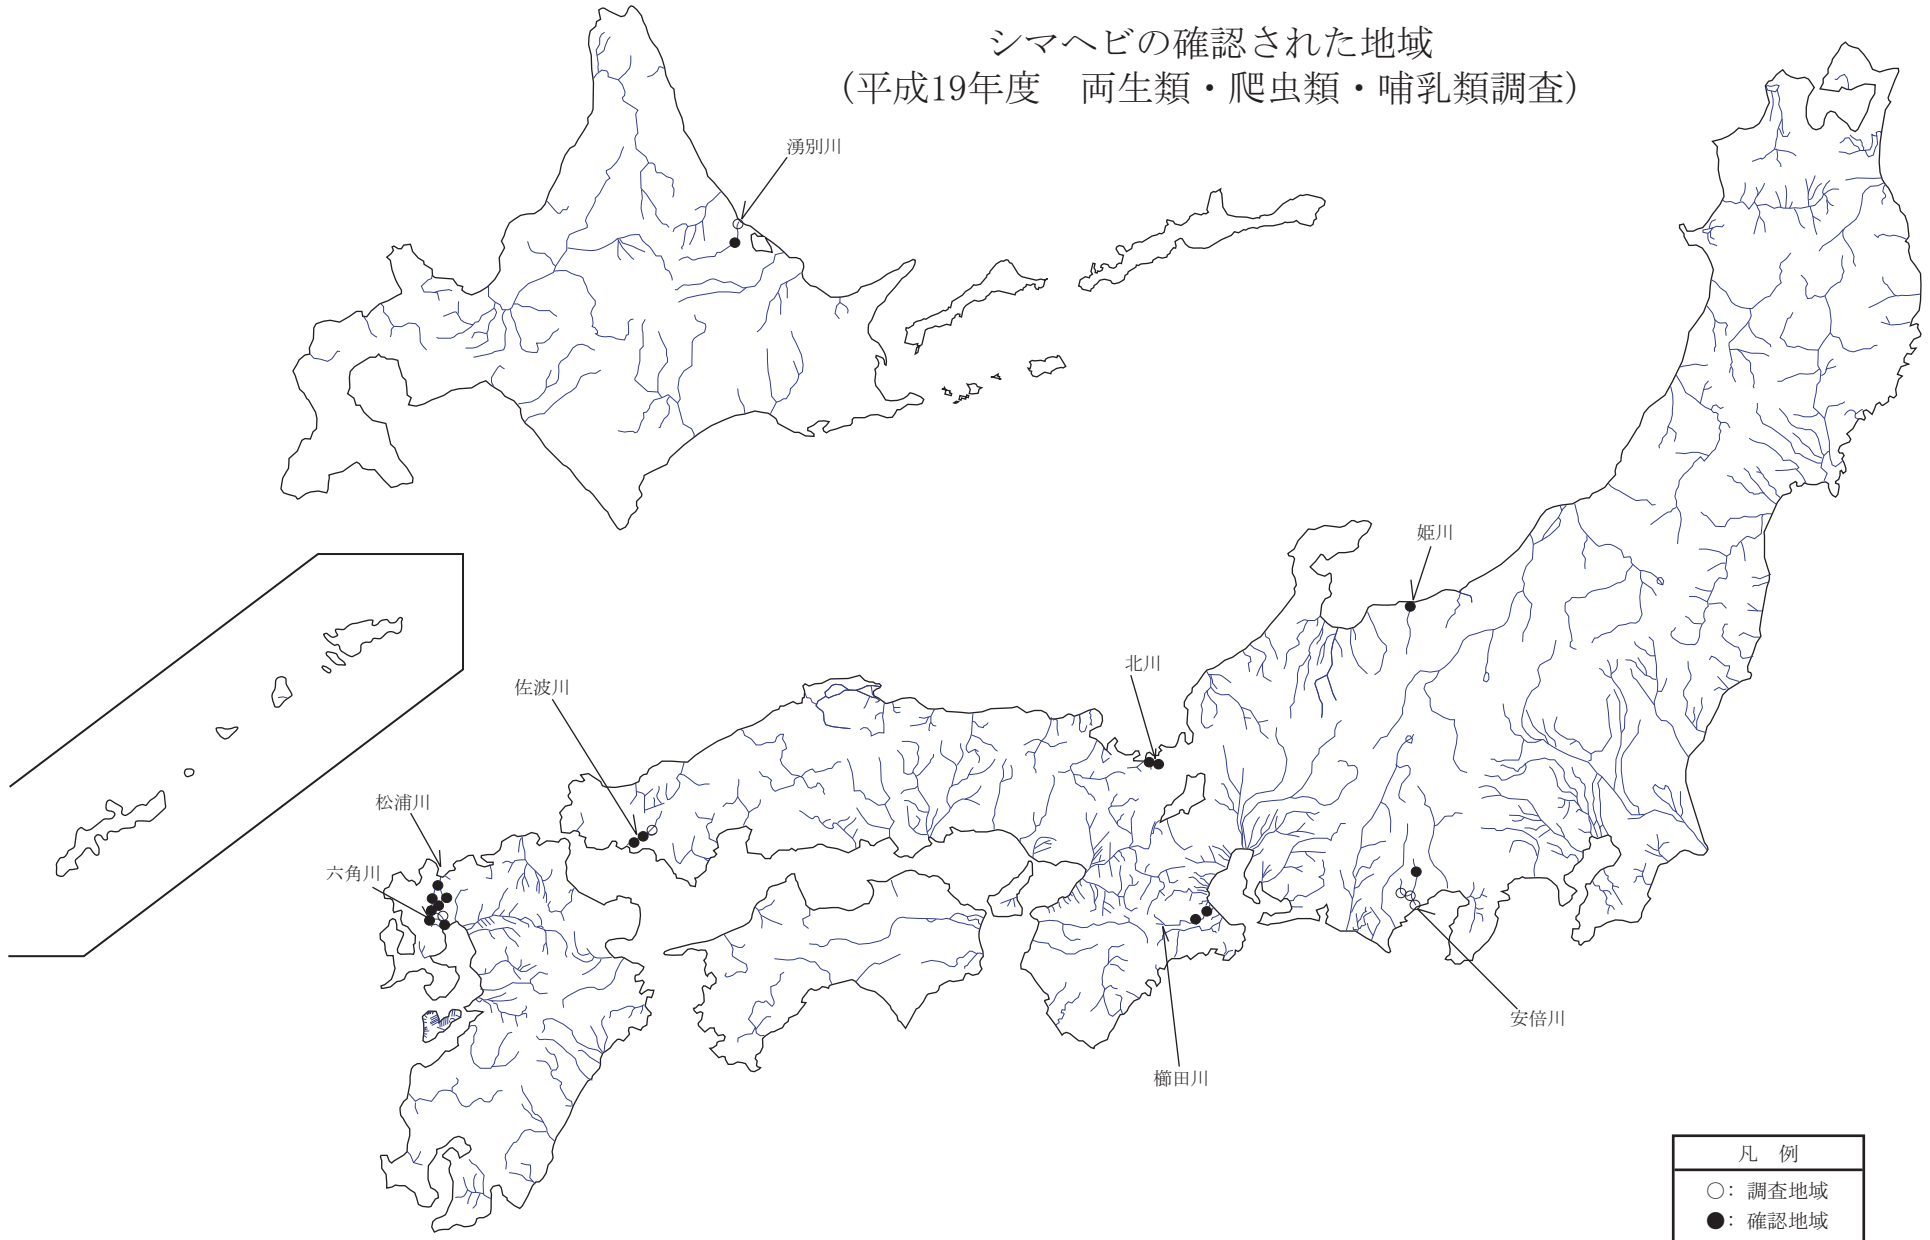 シマヘビの確認された地域
（平成19年度　両生類・爬虫類・哺乳類調査）
湧別川
姫川
北川
佐波川
松浦川
六角川
安倍川
櫛田川
凡　例
○：調査地域
●：確認地域